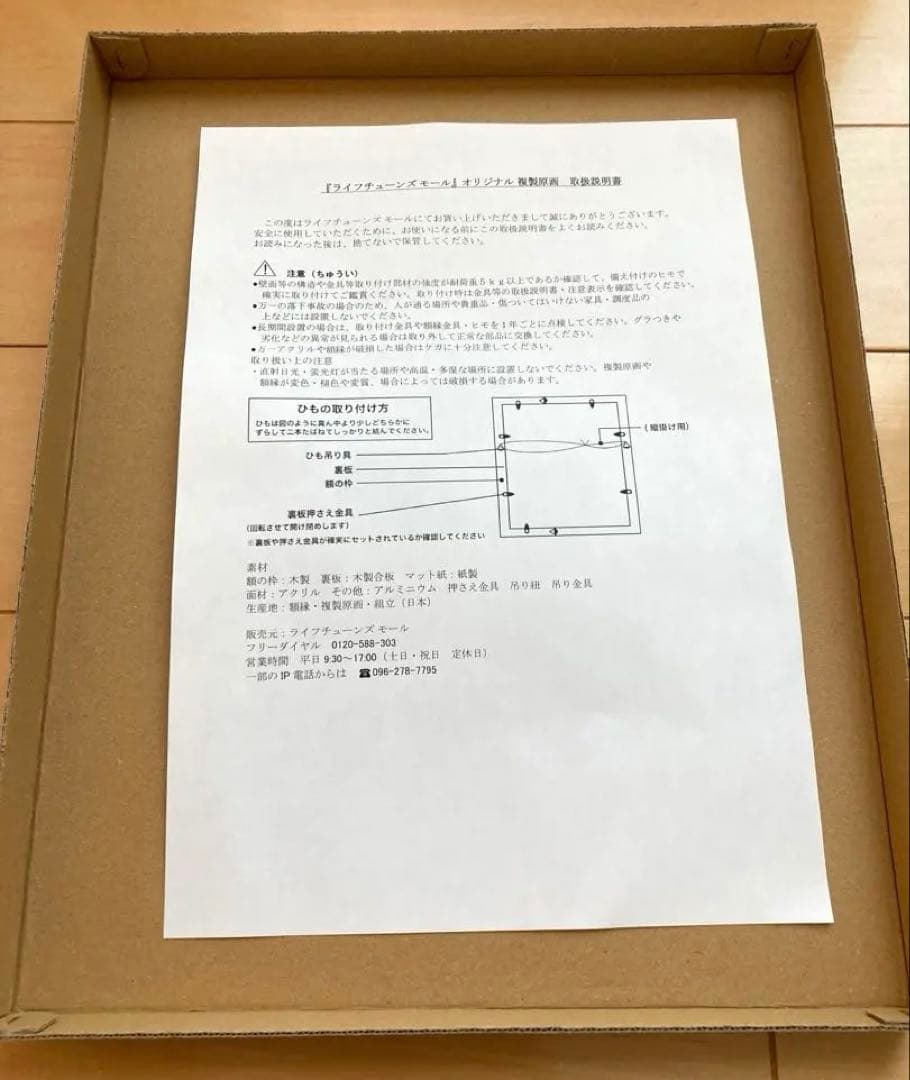 『ライフチューンズ モール』オリジナル 複製原画　取扱説明書
この度はライフチューンズ モールにてお買い上げいただきまして誠にありがとうございます。
安全に使用していただくために、お使いになる前にこの取扱説明書をよくお読みください。
お読みになった後は、捨てないで保管してください。
注意（ちゅうい）
●壁面等の構造や金具等取り付け部材の強度が耐荷重５ｋｇ以上であるか確認して、備え付けのヒモで
確実に取り付けてご鑑賞ください。取り付け時は金具等の取扱説明書・注意表示を確認してください。
●万一の落下事故の場合のため、人が通る場所や貴重品・傷ついてはいけない家具・調度品の
上などには設置しないでください。
●長期間設置の場合は、取り付け金具や額縁金具・ヒモを１年ごとに点検してください。グラつきや
劣化などの異常が見られる場合は取り外して正常な部品に交換してください。
●万一アクリルや額縁が破損した場合はケガに十分注意してください。
取り扱い上の注意
・直射日光・蛍光灯が当たる場所や高温・多湿な場所に設置しないでください。複製原画や
額縁が変色・褪色や変質、場合によっては破損する場合があります。
ひもの取り付け方
ひもは図のように真ん中より少しどちらかに
ずらして二本たばねてしっかりと結んでください。
（縦掛け用）
ひも吊り具
裏板
額の枠
裏板押さえ金具
（回転させて開け閉めします）
※裏板や押さえ金具が確実にセットされているか確認してください
素材
額の枠：木製　裏板：木製合板　マット紙：紙製
面材：アクリル　その他：アルミニウム　押さえ金具　吊り紐　吊り金具
生産地：額縁・複製原画・組立（日本）
販売元：ライフチューンズ モール
フリーダイヤル　0120-588-303
営業時間　平日 9:30～17:00（土日・祝日　定休日）
一部の IP 電話からは　☎096-278-7795